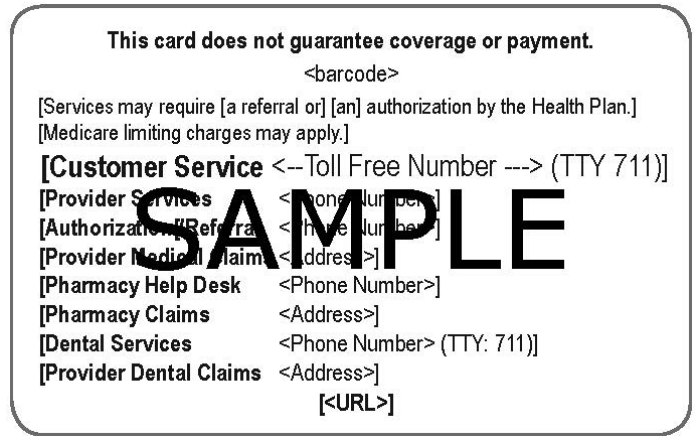 This card does not guarantee coverage or payment.
<barcode>
[Services may require [a referral or] [an] authorization by the Health Plan.]
[Medicare limiting charges may apply.]
[Customer Service <--Toll Free Number ---> (TTY 711)]
[Provider Services <Phone Number>]
[Authorization/Referral <Phone Number>]
[Provider Medical Claims <Address>]
SAMPLE
[Pharmacy Help Desk <Phone Number>]
[Pharmacy Claims <Address>]
[Dental Services <Phone Number> (TTY: 711)]
[Provider Dental Claims <Address>]
[<URL>]